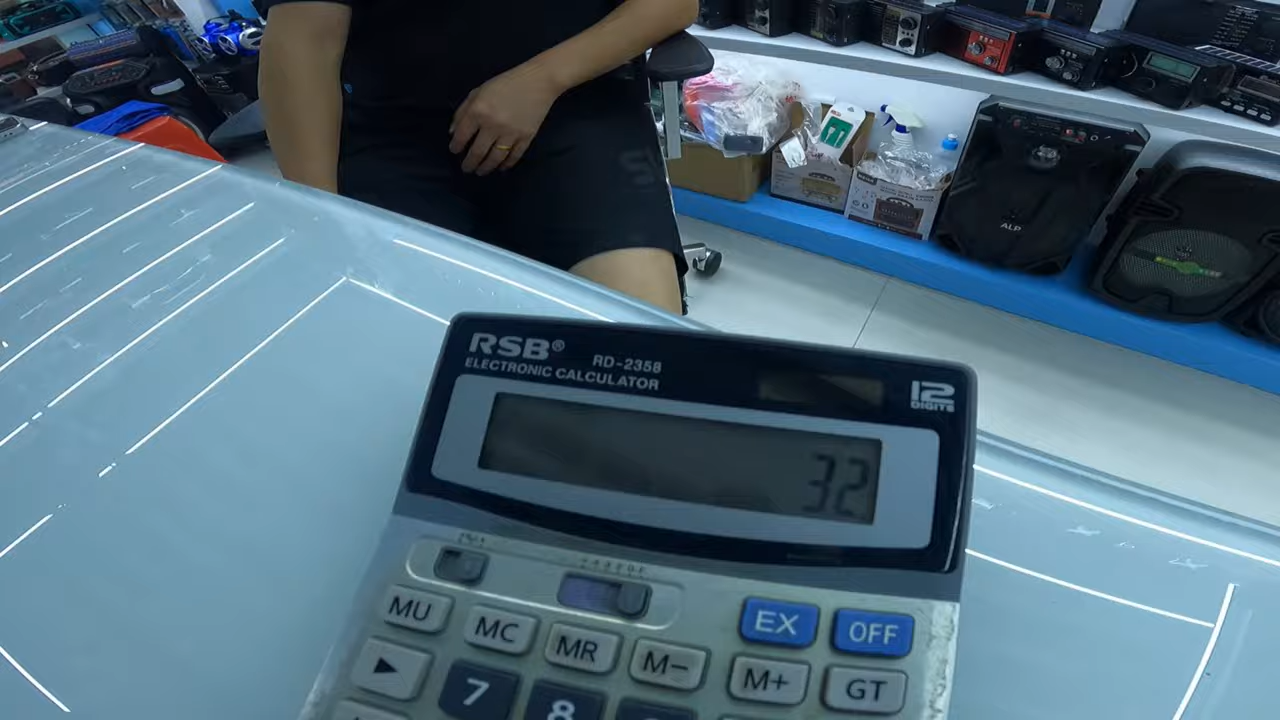 ALP
RSB® RD-2358
ELECTRONIC CALCULATOR
12
DIGITS
32
MU MC MR M− M+ GT
EX OFF
▶ 7 8